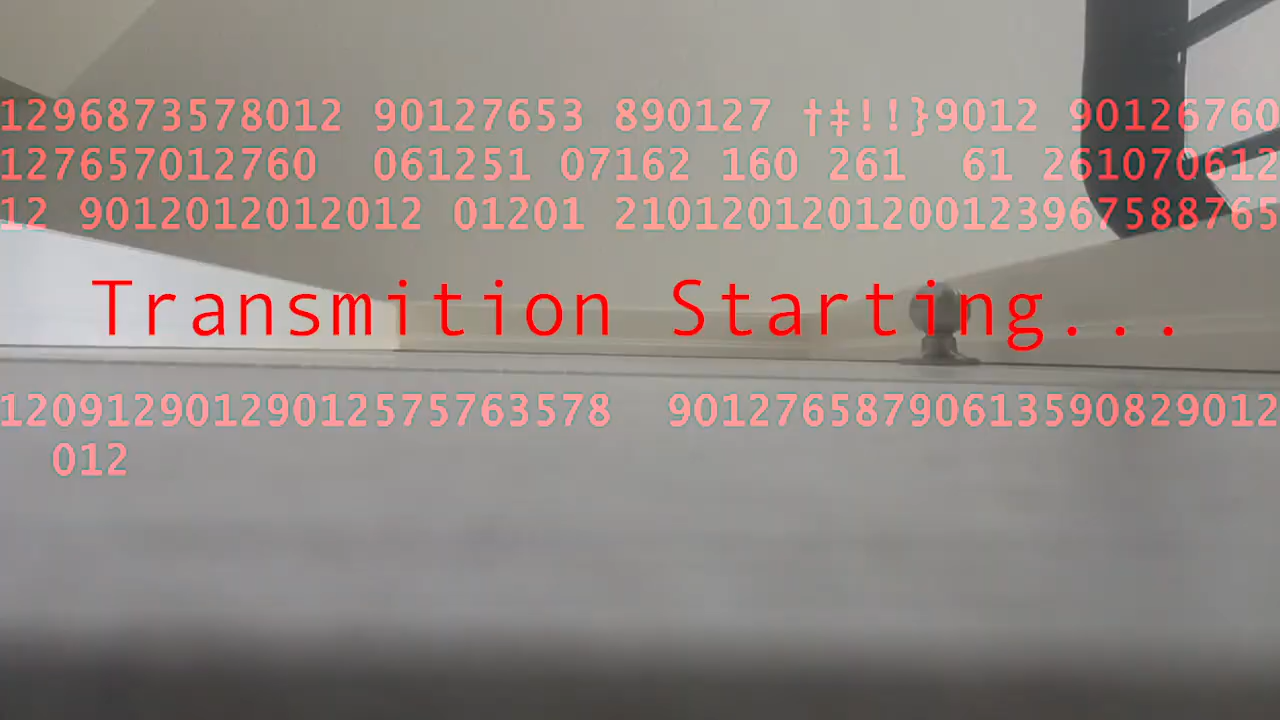 1296873578012 90127653 890127 †‡!!}9012 90126760
127657012760  061251 07162 160 261  61 261070612
12 9012012012012 01201 2101201201200123967588765
Transmition Starting...
12091290129012575763578  90127658790613590829012
012